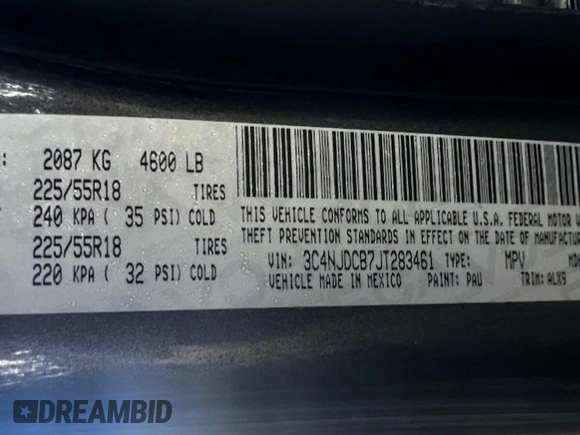 2087 KG 4600 LB
225/55R18 TIRES
240 KPA ( 35 PSI) COLD
225/55R18 TIRES
220 KPA ( 32 PSI) COLD
THIS VEHICLE CONFORMS TO ALL APPLICABLE U.S.A. FEDERAL MOTOR
THEFT PREVENTION STANDARDS IN EFFECT ON THE DATE OF MANUFACTUR
VIN: 3C4NJDCB7JT283461 TYPE: MPV
VEHICLE MADE IN MEXICO PAINT: PAU TRIM: ALX9
DREAMBID